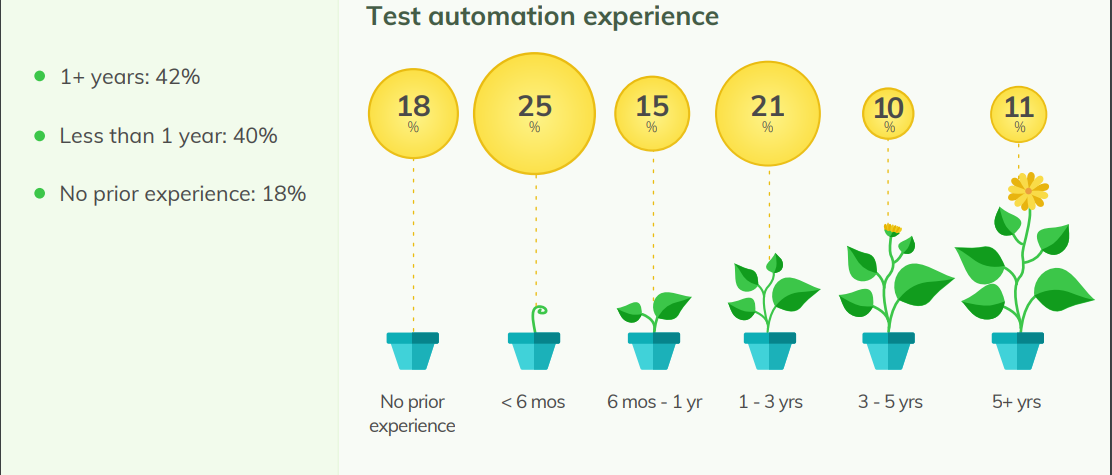 Test automation experience
1+ years: 42%
Less than 1 year: 40%
No prior experience: 18%
18
%
25
%
15
%
21
%
10
%
11
%
No prior
experience
< 6 mos
6 mos - 1 yr
1 - 3 yrs
3 - 5 yrs
5+ yrs